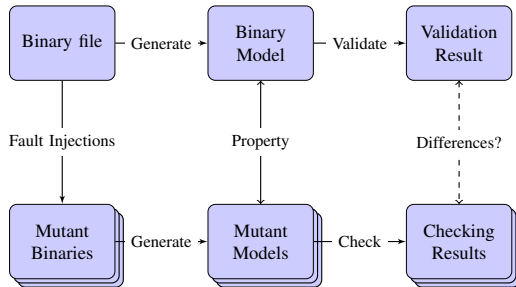 Binary file
Generate
Binary
Model
Validate
Validation
Result
Fault Injections
Property
Differences?
Mutant
Binaries
Generate
Mutant
Models
Check
Checking
Results